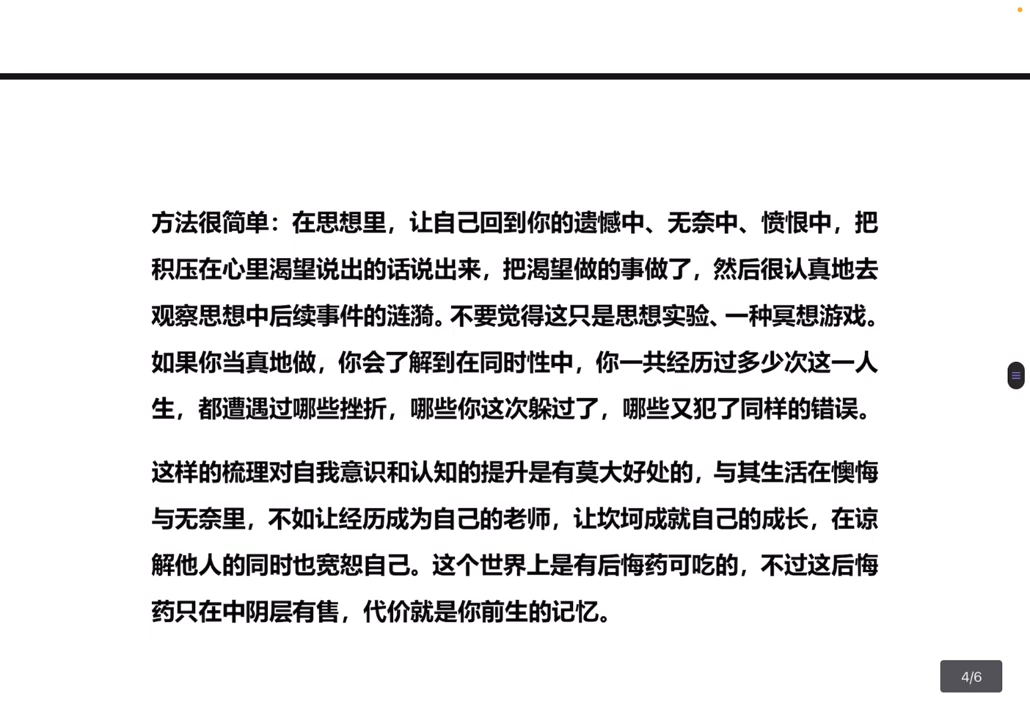 方法很简单：在思想里，让自己回到你的遗憾中、无奈中、愤恨中，把
积压在心里渴望说出的话说出来，把渴望做的事做了，然后很认真地去
观察思想中后续事件的涟漪。不要觉得这只是思想实验、一种冥想游戏。
如果你当真地做，你会了解到在同时性中，你一共经历过多少次这一人
生，都遭遇过哪些挫折，哪些你这次躲过了，哪些又犯了同样的错误。
这样的梳理对自我意识和认知的提升是有莫大好处的，与其生活在懊悔
与无奈里，不如让经历成为自己的老师，让坎坷成就自己的成长，在谅
解他人的同时也宽恕自己。这个世界上是有后悔药可吃的，不过这后悔
药只在中阴层有售，代价就是你前生的记忆。
4/6